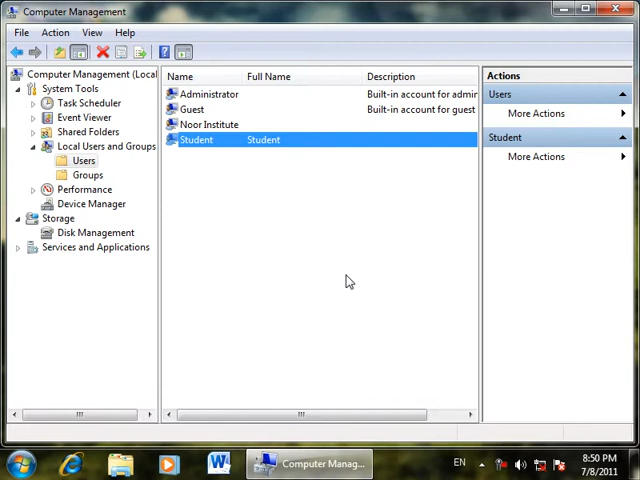 Computer Management
File Action View Help
Computer Management (Local
System Tools
Task Scheduler
Event Viewer
Shared Folders
Local Users and Groups
Users
Groups
Performance
Device Manager
Storage
Disk Management
Services and Applications
Name Full Name Description
Administrator Built-in account for admir
Guest Built-in account for guest
Noor Institute
Student Student
Actions
Users
More Actions
Student
More Actions
Computer Manag...
EN
8:50 PM
7/8/2011